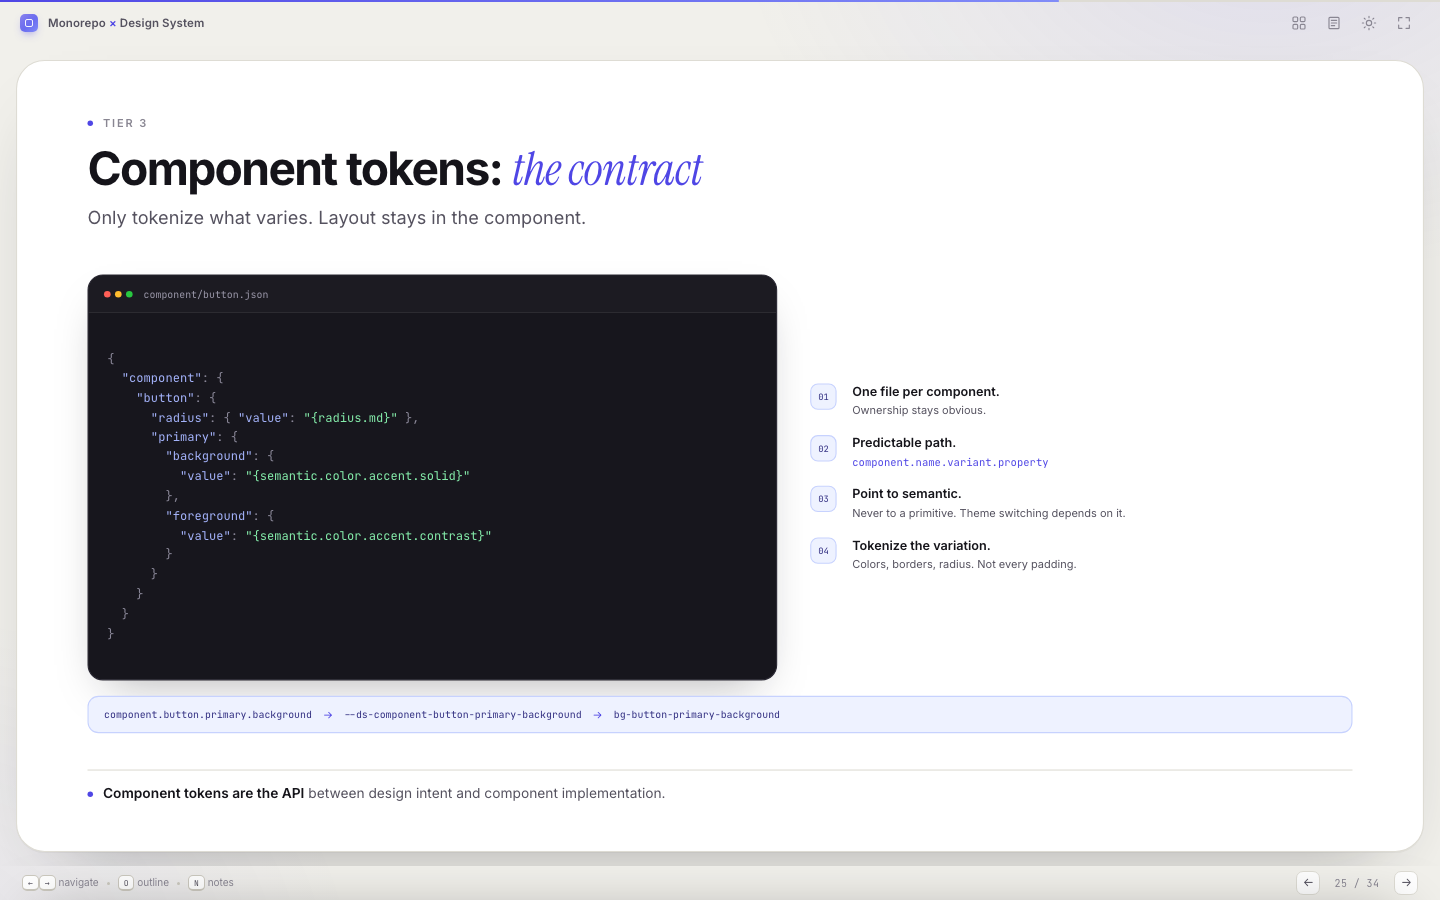 Monorepo × Design System
TIER 3
Component tokens: the contract
Only tokenize what varies. Layout stays in the component.
component/button.json
{
  "component": {
    "button": {
      "radius": { "value": "{radius.md}" },
      "primary": {
        "background": {
          "value": "{semantic.color.accent.solid}"
        },
        "foreground": {
          "value": "{semantic.color.accent.contrast}"
        }
      }
    }
  }
}
01 One file per component.
Ownership stays obvious.
02 Predictable path.
component.name.variant.property
03 Point to semantic.
Never to a primitive. Theme switching depends on it.
04 Tokenize the variation.
Colors, borders, radius. Not every padding.
component.button.primary.background → --ds-component-button-primary-background → bg-button-primary-background
Component tokens are the API between design intent and component implementation.
← → navigate • O outline • N notes
← 25 / 34 →